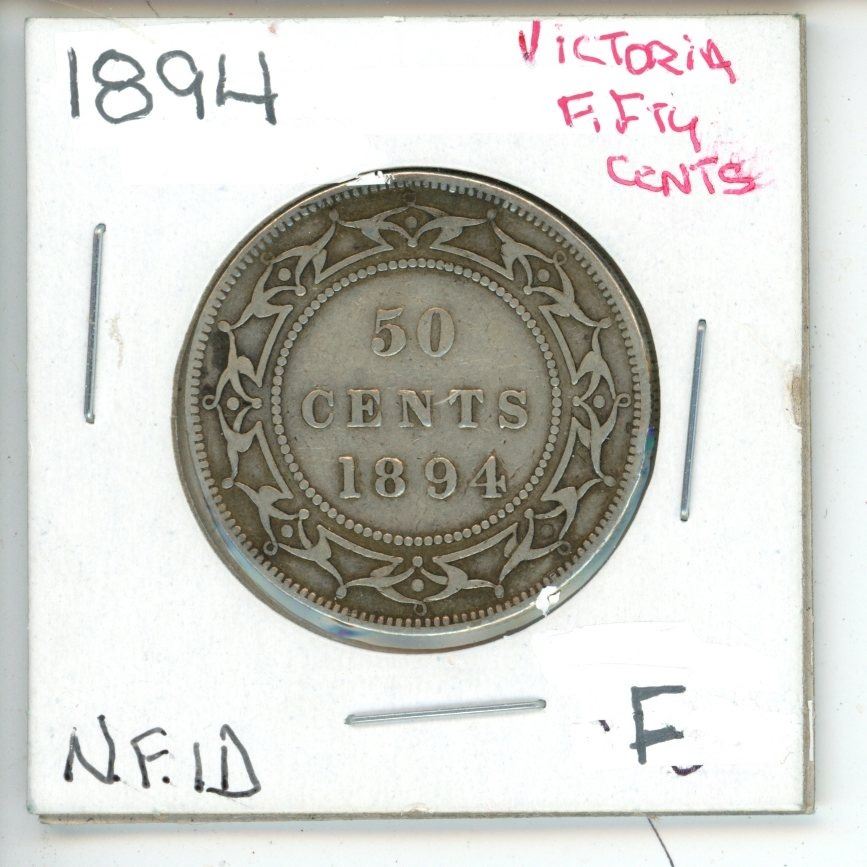 1894
VICTORIA
FiFTy
CENTS
50
CENTS
1894
N.F.LD
F